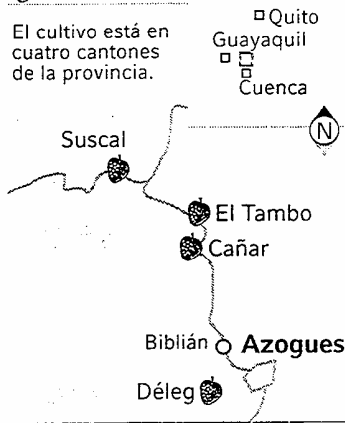 El cultivo está en
cuatro cantones
de la provincia.
Quito
Guayaquil
Cuenca
N
Suscal
El Tambo
Cañar
Biblián
Azogues
Déleg